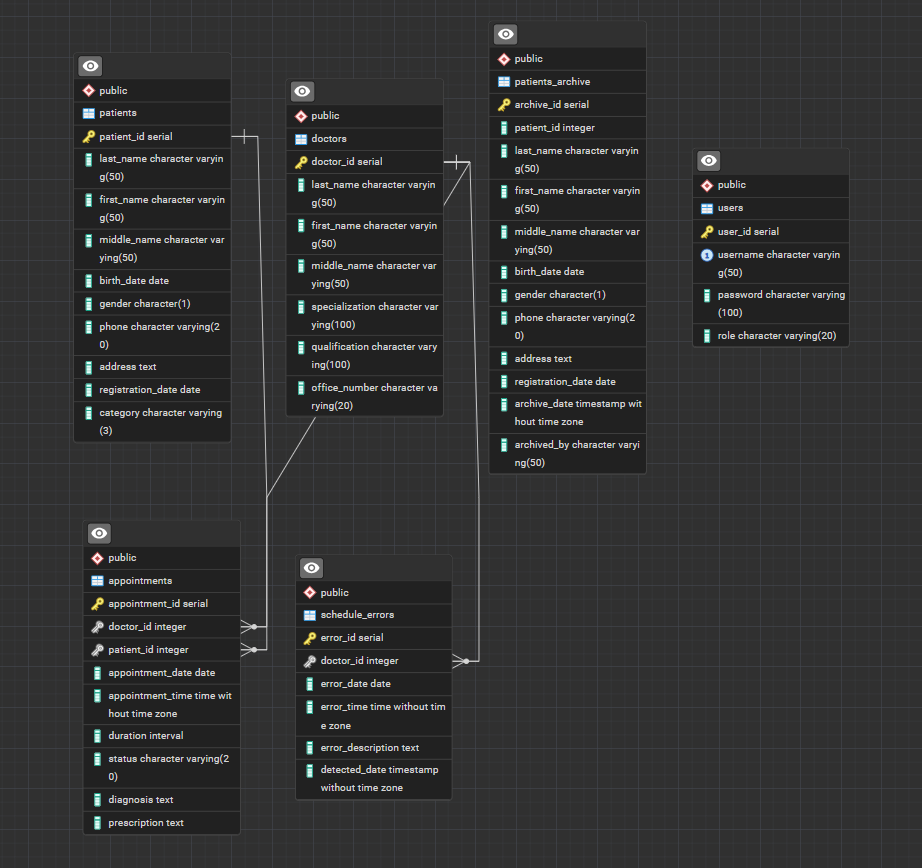 public
patients
patient_id serial
last_name character varyin
g(50)
first_name character varyin
g(50)
middle_name character var
ying(50)
birth_date date
gender character(1)
phone character varying(2
0)
address text
registration_date date
category character varying
(3)
public
doctors
doctor_id serial
last_name character varyin
g(50)
first_name character varyin
g(50)
middle_name character var
ying(50)
specialization character var
ying(100)
qualification character vary
ing(100)
office_number character va
rying(20)
public
patients_archive
archive_id serial
patient_id integer
last_name character varyin
g(50)
first_name character varyin
g(50)
middle_name character var
ying(50)
birth_date date
gender character(1)
phone character varying(2
0)
address text
registration_date date
archive_date timestamp wit
hout time zone
archived_by character varyi
ng(50)
public
users
user_id serial
1
username character varyin
g(50)
password character varying
(100)
role character varying(20)
public
appointments
appointment_id serial
doctor_id integer
patient_id integer
appointment_date date
appointment_time time wit
hout time zone
duration interval
status character varying(2
0)
diagnosis text
prescription text
public
schedule_errors
error_id serial
doctor_id integer
error_date date
error_time time without tim
e zone
error_description text
detected_date timestamp
without time zone